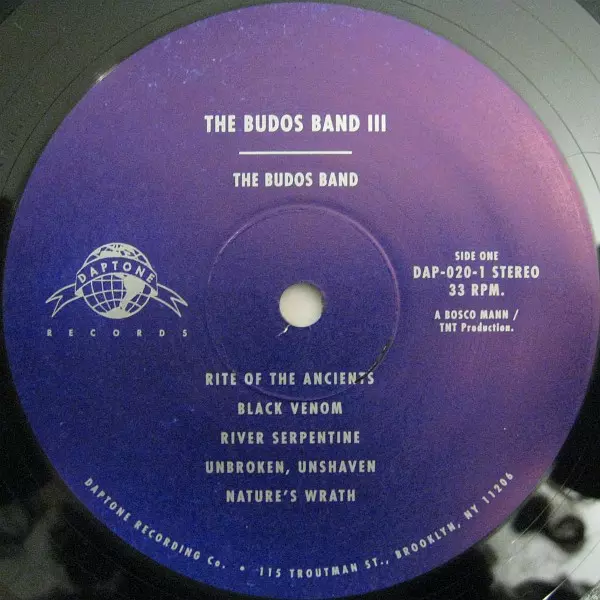 THE BUDOS BAND III
THE BUDOS BAND
DAPTONE
RECORDS
SIDE ONE
DAP-020-1 STEREO
33 RPM.
A BOSCO MANN /
TNT Production.
RITE OF THE ANCIENTS
BLACK VENOM
RIVER SERPENTINE
UNBROKEN, UNSHAVEN
NATURE'S WRATH
DAPTONE RECORDING Co. • 115 TROUTMAN ST., BROOKLYN, NY 11206